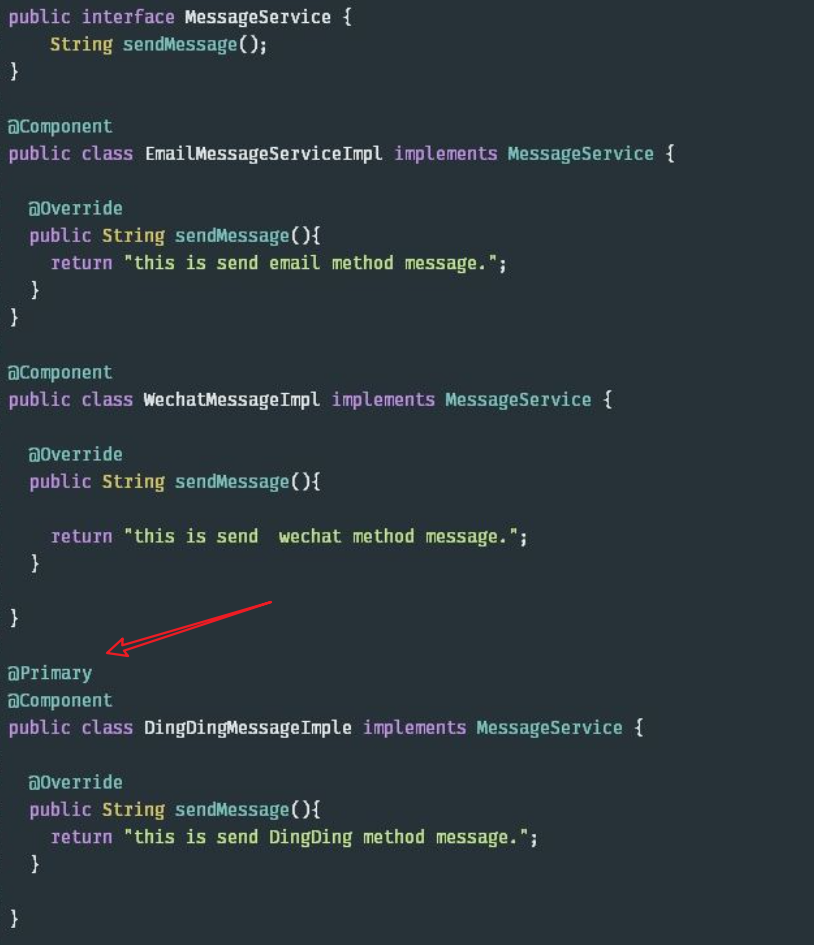 public interface MessageService {
    String sendMessage();
}
@Component
public class EmailMessageServiceImpl implements MessageService {
  @Override
  public String sendMessage(){
    return "this is send email method message.";
  }
}
@Component
public class WechatMessageImpl implements MessageService {
  @Override
  public String sendMessage(){
    return "this is send  wechat method message.";
  }
}
@Primary
@Component
public class DingDingMessageImple implements MessageService {
  @Override
  public String sendMessage(){
    return "this is send DingDing method message.";
  }
}